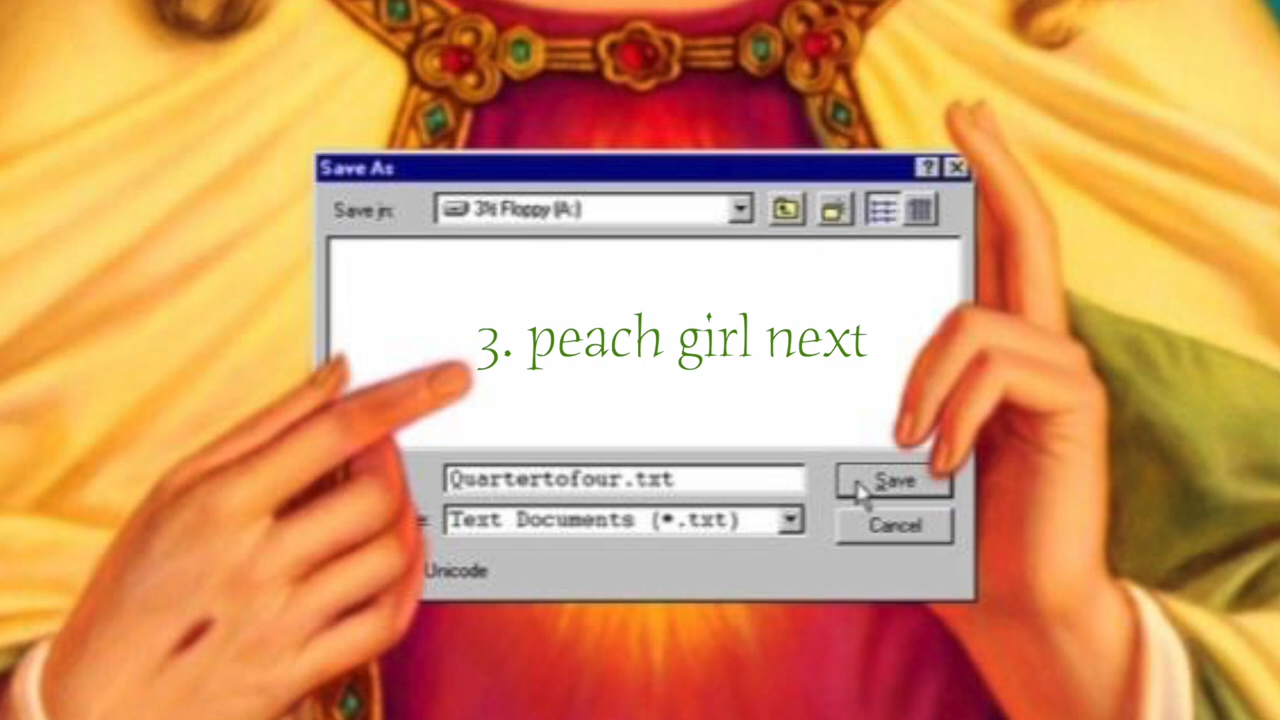 Save As
Save in:
3½ Floppy (A:)
3. peach girl next
Quartertofour.txt
Save
Text Documents (*.txt)
Cancel
Unicode